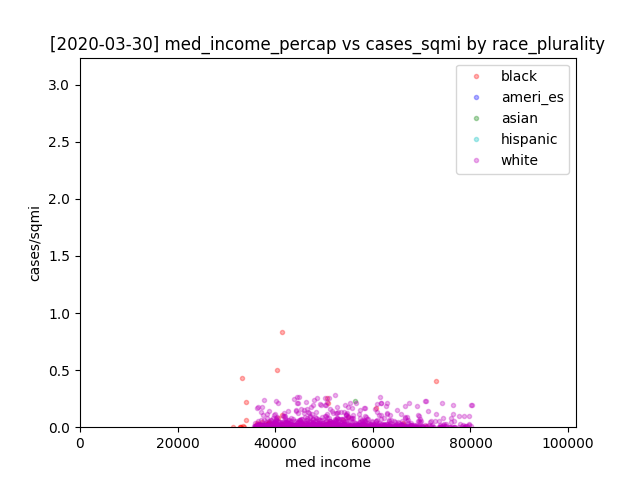 [2020-03-30] med_income_percap vs cases_sqmi by race_plurality
black
ameri_es
asian
hispanic
white
3.0
2.5
2.0
1.5
1.0
0.5
0.0
cases/sqmi
0 20000 40000 60000 80000 100000
med income